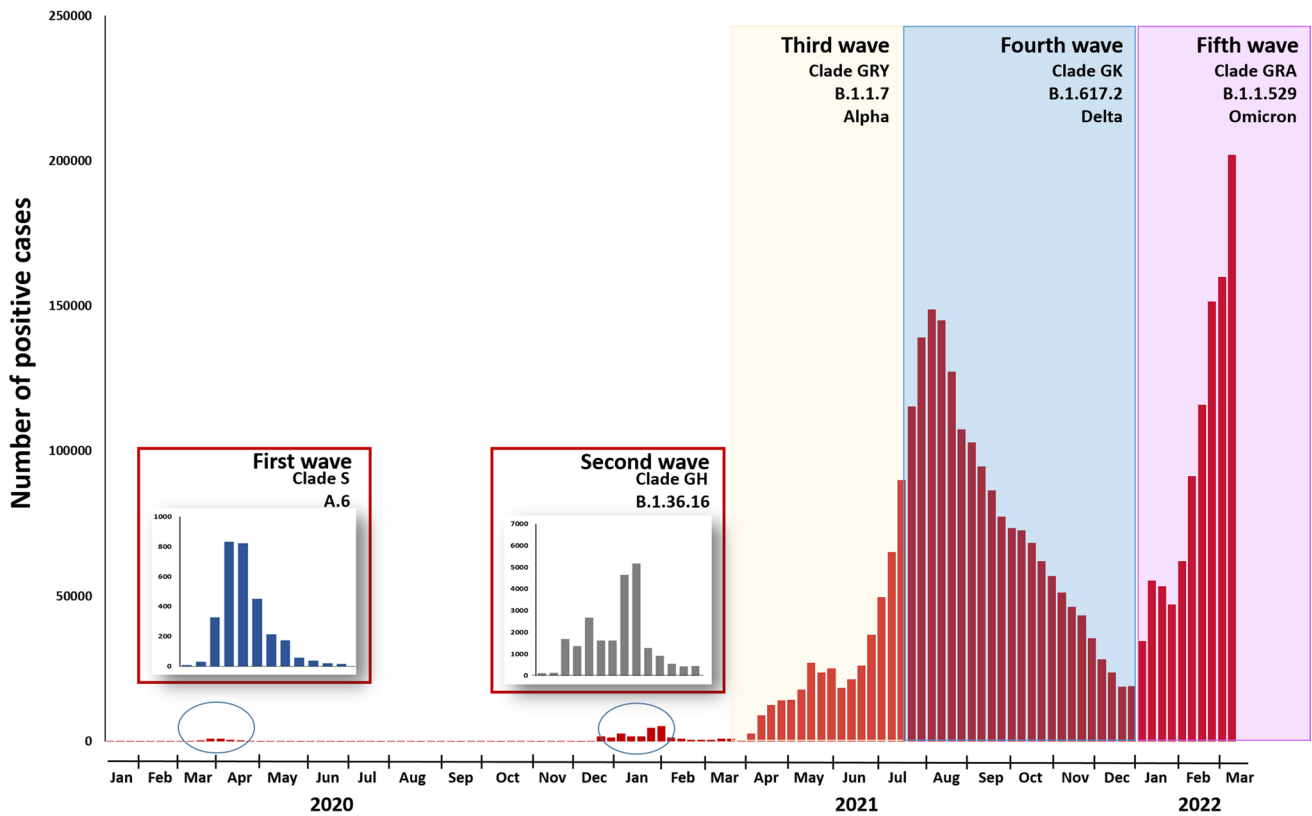 250000
200000
150000
100000
50000
0
Number of positive cases
Third wave
Clade GRY
B.1.1.7
Alpha
Fourth wave
Clade GK
B.1.617.2
Delta
Fifth wave
Clade GRA
B.1.1.529
Omicron
First wave
Clade S
A.6
1000
800
600
400
200
0
Second wave
Clade GH
B.1.36.16
7000
6000
5000
4000
3000
2000
1000
0
Jan Feb Mar Apr May Jun Jul Aug Sep Oct Nov Dec Jan Feb Mar Apr May Jun Jul Aug Sep Oct Nov Dec Jan Feb Mar
2020 2021 2022